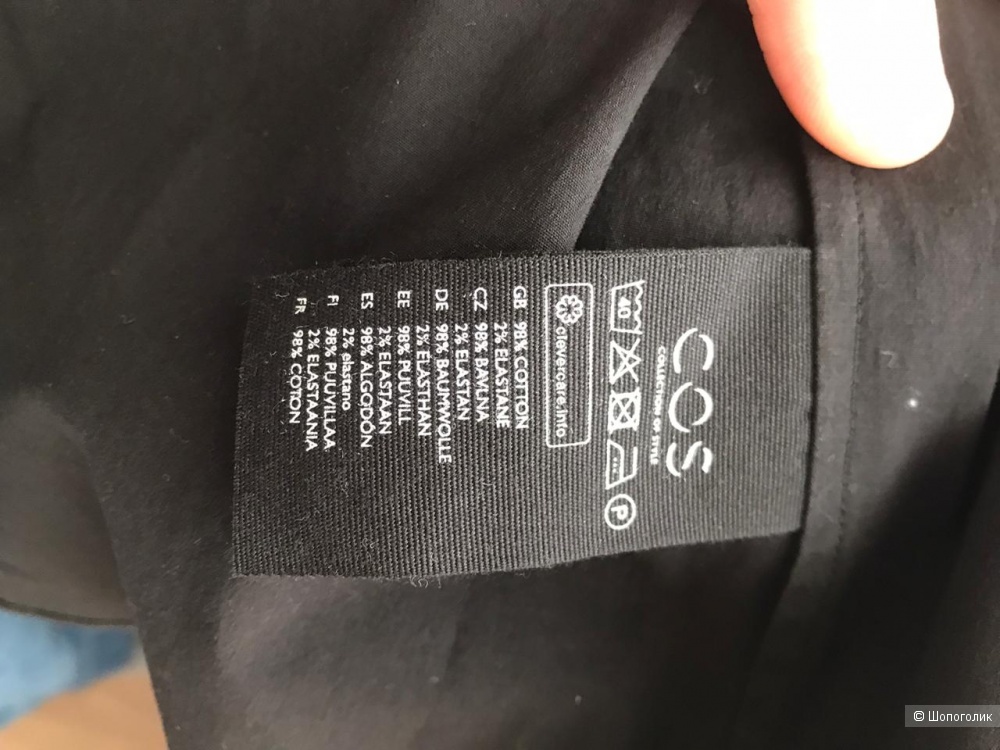 COS
COLLECTION OF STYLE
40 P
clevercare.info
GB 98% COTTON
2% ELASTANE
CZ 98% BAVLNA
2% ELASTAN
DE 98% BAUMWOLLE
2% ELASTHAN
EE 98% PUUVILL
2% ELASTAAN
ES 98% ALGODÓN
2% elastano
FI 98% PUUVILLAA
2% ELASTAANIA
FR 98% COTON
© Шопоголик